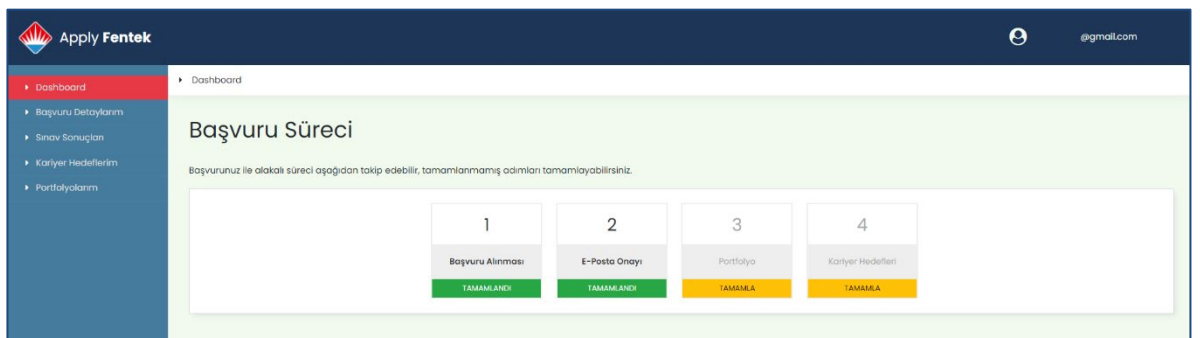 Apply Fentek
@gmail.com
Dashboard
Dashboard
Başvuru Detaylarım
Sınav Sonuçları
Kariyer Hedeflerim
Portfolyolarım
Başvuru Süreci
Başvurunuz ile alakalı süreci aşağıdan takip edebilir, tamamlanmamış adımları tamamlayabilirsiniz.
1
2
3
4
Başvuru Alınması
E-Posta Onayı
Portfolyo
Kariyer Hedefleri
TAMAMLANDI
TAMAMLANDI
TAMAMLA
TAMAMLA